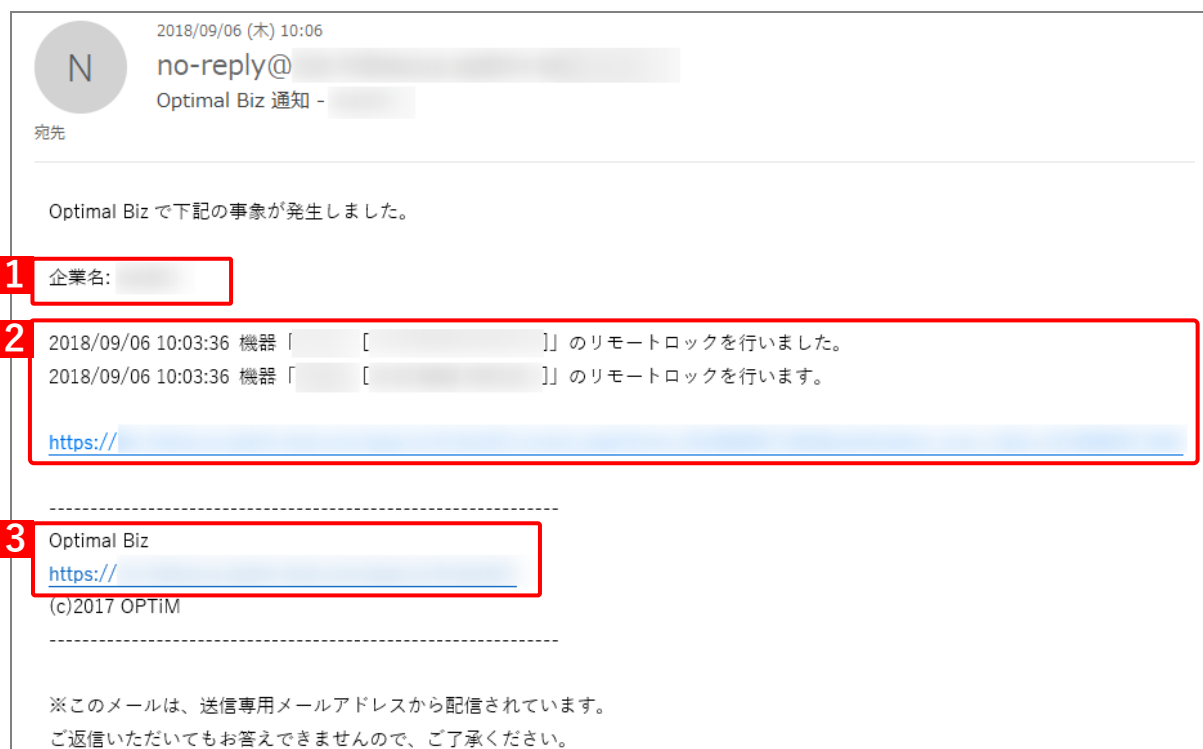 2018/09/06 (木) 10:06
N
no-reply@
Optimal Biz 通知 -
宛先
Optimal Biz で下記の事象が発生しました。
1
企業名:
2
2018/09/06 10:03:36 機器「 [ ]」のリモートロックを行いました。
2018/09/06 10:03:36 機器「 [ ]」のリモートロックを行います。
https://
------------------------------------------------------------
3
Optimal Biz
https://
(c)2017 OPTiM
------------------------------------------------------------
※このメールは、送信専用メールアドレスから配信されています。
ご返信いただいてもお答えできませんので、ご了承ください。